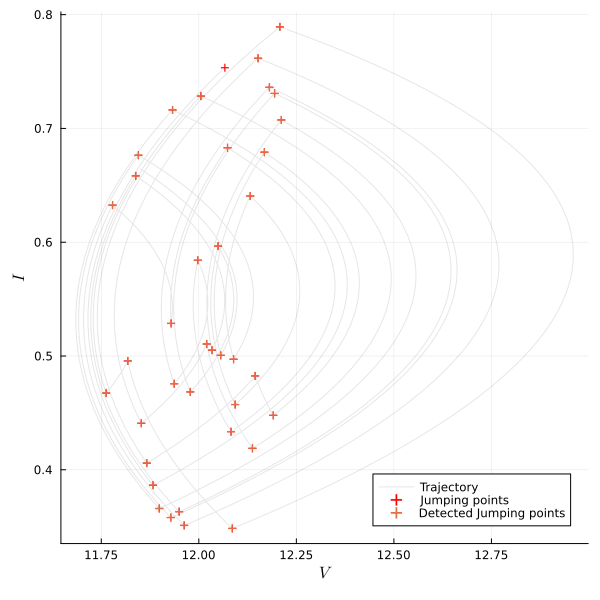 0.8
0.7
0.6
I
0.5
0.4
Trajectory
Jumping points
Detected Jumping points
11.75 12.00 12.25 12.50 12.75
V